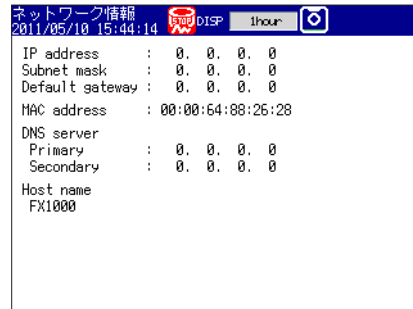 ネットワーク情報
2011/05/10 15:44:14 STOP DISP 1hour
IP address : 0. 0. 0. 0
Subnet mask : 0. 0. 0. 0
Default gateway : 0. 0. 0. 0
MAC address : 00:00:64:88:26:28
DNS server
Primary : 0. 0. 0. 0
Secondary : 0. 0. 0. 0
Host name
FX1000